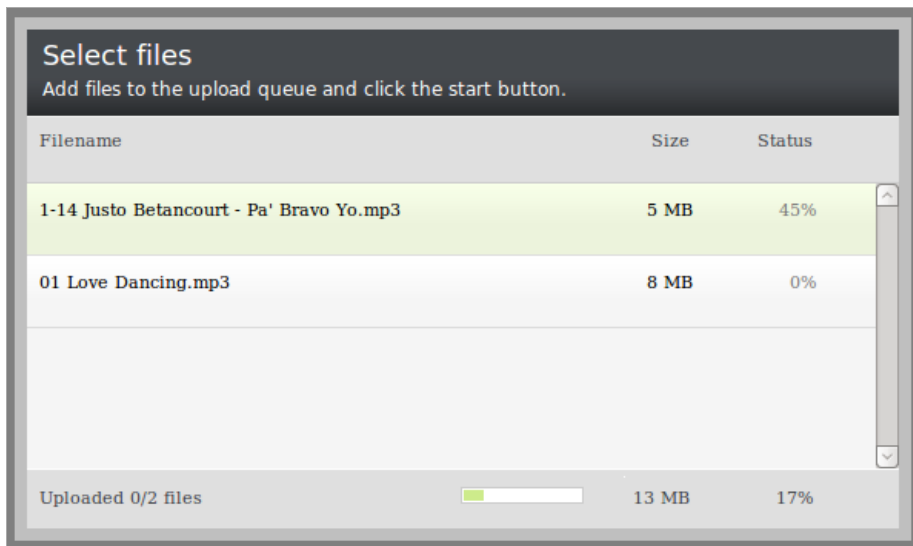 Select files
Add files to the upload queue and click the start button.
Filename Size Status
1-14 Justo Betancourt - Pa' Bravo Yo.mp3 5 MB 45%
01 Love Dancing.mp3 8 MB 0%
Uploaded 0/2 files 13 MB 17%